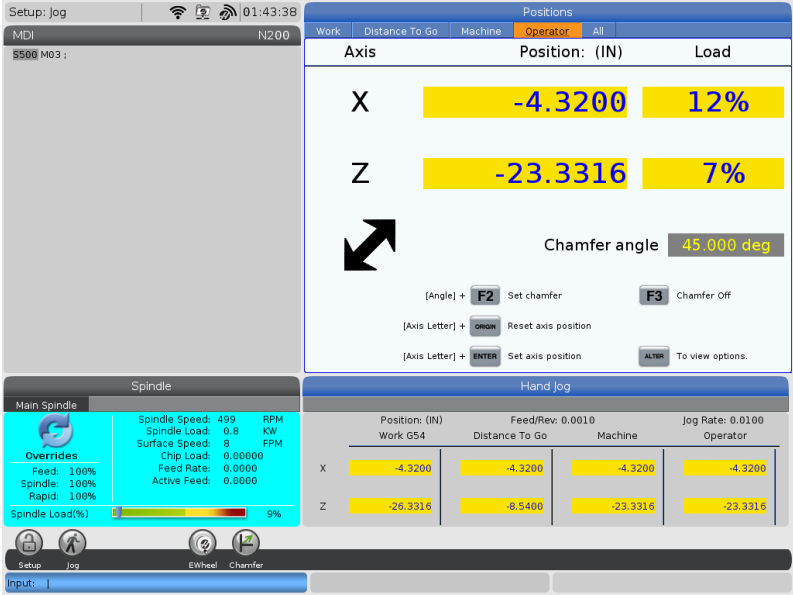 Setup: Jog
01:43:38
MDI N200
S500 M03 ;
Positions
Work Distance To Go Machine Operator All
Axis Position: (IN) Load
X -4.3200 12%
Z -23.3316 7%
Chamfer angle 45.000 deg
[Angle] + F2 Set chamfer F3 Chamfer Off
[Axis Letter] + ORIGIN Reset axis position
[Axis Letter] + ENTER Set axis position ALTER To view options.
Spindle
Main Spindle
Overrides
Feed: 100%
Spindle: 100%
Rapid: 100%
Spindle Speed: 499 RPM
Spindle Load: 0.8 KW
Surface Speed: 8 FPM
Chip Load: 0.00000
Feed Rate: 0.0000
Active Feed: 0.0000
Spindle Load(%) 9%
Hand Jog
Position: (IN) Feed/Rev: 0.0010 Jog Rate: 0.0100
Work G54 Distance To Go Machine Operator
X -4.3200 -4.3200 -4.3200 -4.3200
Z -26.3316 -8.5400 -23.3316 -23.3316
Setup Jog EWheel Chamfer
Input: |